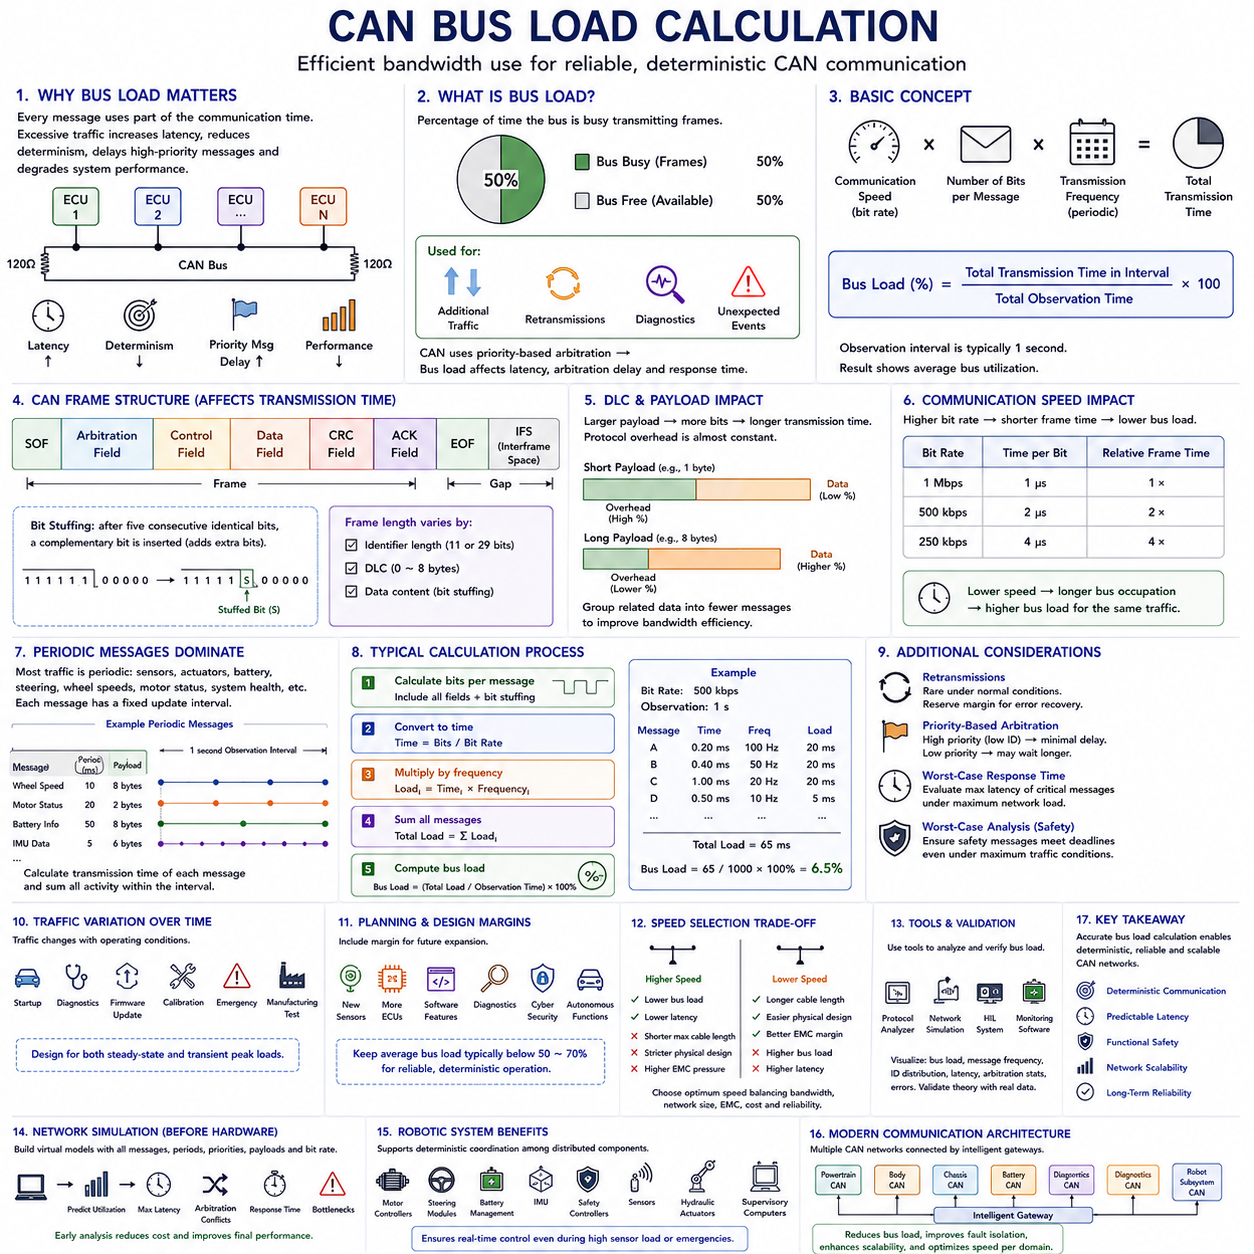 CAN BUS LOAD CALCULATION
Efficient bandwidth use for reliable, deterministic CAN communication
1. WHY BUS LOAD MATTERS
Every message uses part of the communication time.
Excessive traffic increases latency, reduces
determinism, delays high-priority messages and
degrades system performance.
ECU
1
ECU
2
ECU
...
ECU
N
120Ω
CAN Bus
120Ω
Latency
↑
Determinism
↓
Priority Msg
Delay ↑
Performance
↓
2. WHAT IS BUS LOAD?
Percentage of time the bus is busy transmitting frames.
50%
Bus Busy (Frames) 50%
Bus Free (Available) 50%
Used for:
Additional
Traffic
Retransmissions
Diagnostics
Unexpected
Events
CAN uses priority-based arbitration →
Bus load affects latency, arbitration delay and response time.
3. BASIC CONCEPT
× × =
Communication
Speed
(bit rate)
Number of Bits
per Message
Transmission
Frequency
(periodic)
Total
Transmission
Time
Bus Load (%) = Total Transmission Time in Interval × 100
Total Observation Time
Observation interval is typically 1 second.
Result shows average bus utilization.
4. CAN FRAME STRUCTURE (AFFECTS TRANSMISSION TIME)
SOF
Arbitration
Field
Control
Field
Data
Field
CRC
Field
ACK
Field
EOF
IFS
(Interframe
Space)
Frame
Gap
Bit Stuffing: after five consecutive identical bits,
a complementary bit is inserted (adds extra bits).
1 1 1 1 1 1 0 0 0 0 0 → 1 1 1 1 1 S 0 0 0 0 0
Stuffed Bit (S)
Frame length varies by:
Identifier length (11 or 29 bits)
DLC (0 ~ 8 bytes)
Data content (bit stuffing)
5. DLC & PAYLOAD IMPACT
Larger payload → more bits → longer transmission time.
Protocol overhead is almost constant.
Short Payload (e.g., 1 byte)
Data
(Low %)
Overhead
(High %)
Long Payload (e.g., 8 bytes)
Data
(Higher %)
Overhead
(Lower %)
Group related data into fewer messages
to improve bandwidth efficiency.
6. COMMUNICATION SPEED IMPACT
Higher bit rate → shorter frame time → lower bus load.
Bit Rate Time per Bit Relative Frame Time
1 Mbps 1 µs 1 ×
500 kbps 2 µs 2 ×
250 kbps 4 µs 4 ×
Lower speed → longer bus occupation
→ higher bus load for the same traffic.
7. PERIODIC MESSAGES DOMINATE
Most traffic is periodic: sensors, actuators, battery,
steering, wheel speeds, motor status, system health, etc.
Each message has a fixed update interval.
Example Periodic Messages
1 second Observation Interval
Message Period (ms) Payload
Wheel Speed 10 8 bytes
Motor Status 20 2 bytes
Battery Info 50 8 bytes
IMU Data 5 6 bytes
...
Calculate transmission time of each message
and sum all activity within the interval.
8. TYPICAL CALCULATION PROCESS
1 Calculate bits per message
Include all fields + bit stuffing
2 Convert to time
Time = Bits / Bit Rate
3 Multiply by frequency
Loadᵢ = Timeᵢ × Frequencyᵢ
4 Sum all messages
Total Load = Σ Loadᵢ
5 Compute bus load
Bus Load = (Total Load / Observation Time) × 100%
%
Example
Bit Rate: 500 kbps
Observation: 1 s
Message Time Freq Load
A 0.20 ms 100 Hz 20 ms
B 0.40 ms 50 Hz 20 ms
C 1.00 ms 20 Hz 20 ms
D 0.50 ms 10 Hz 5 ms
... ... ... ...
Total Load = 65 ms
Bus Load = 65 / 1000 × 100% = 6.5%
9. ADDITIONAL CONSIDERATIONS
Retransmissions
Rare under normal conditions.
Reserve margin for error recovery.
Priority-Based Arbitration
High priority (low ID) → minimal delay.
Low priority → may wait longer.
Worst-Case Response Time
Evaluate max latency of critical messages
under maximum network load.
Worst-Case Analysis (Safety)
Ensure safety messages meet deadlines
even under maximum traffic conditions.
10. TRAFFIC VARIATION OVER TIME
Traffic changes with operating conditions.
Startup
Diagnostics
Firmware
Update
Calibration
Emergency
Manufacturing
Test
Design for both steady-state and transient peak loads.
11. PLANNING & DESIGN MARGINS
Include margin for future expansion.
New
Sensors
More
ECUs
Software
Features
Diagnostics
Cyber
Security
Autonomous
Functions
Keep average bus load typically below 50 ~ 70%
for reliable, deterministic operation.
12. SPEED SELECTION TRADE-OFF
Higher Speed
✓ Lower bus load
✓ Lower latency
✗ Shorter max cable length
✗ Stricter physical design
✗ Higher EMC pressure
Lower Speed
✓ Longer cable length
✓ Easier physical design
✓ Better EMC margin
✗ Higher bus load
✗ Higher latency
Choose optimum speed balancing bandwidth,
network size, EMC, cost and reliability.
13. TOOLS & VALIDATION
Use tools to analyze and verify bus load.
Protocol
Analyzer
Network
Simulation
HIL
System
Monitoring
Software
Visualize: bus load, message frequency,
ID distribution, latency, arbitration stats,
errors. Validate theory with real data.
17. KEY TAKEAWAY
Accurate bus load calculation enables
deterministic, reliable and scalable
CAN networks.
Deterministic Communication
Predictable Latency
Functional Safety
Network Scalability
Long-Term Reliability
14. NETWORK SIMULATION (BEFORE HARDWARE)
Build virtual models with all messages, periods, priorities, payloads and bit rate.
Predict Utilization
Max Latency
Arbitration
Conflicts
Response Time
Bottlenecks
Early analysis reduces cost and improves final performance.
15. ROBOTIC SYSTEM BENEFITS
Supports deterministic coordination among distributed components.
Motor
Controllers
Steering
Modules
Battery
Management
IMU
Safety
Controllers
Sensors
Hydraulic
Actuators
Supervisory
Computers
Ensures real-time control even during high sensor load or emergencies.
16. MODERN COMMUNICATION ARCHITECTURE
Multiple CAN networks connected by intelligent gateways.
Powertrain
CAN
Body
CAN
Chassis
CAN
Battery
CAN
Diagnostics
CAN
Diagnostics
CAN
Robot
Subsystem
CAN
Intelligent Gateway
Reduces bus load, improves fault isolation,
enhances scalability, and optimizes speed per domain.